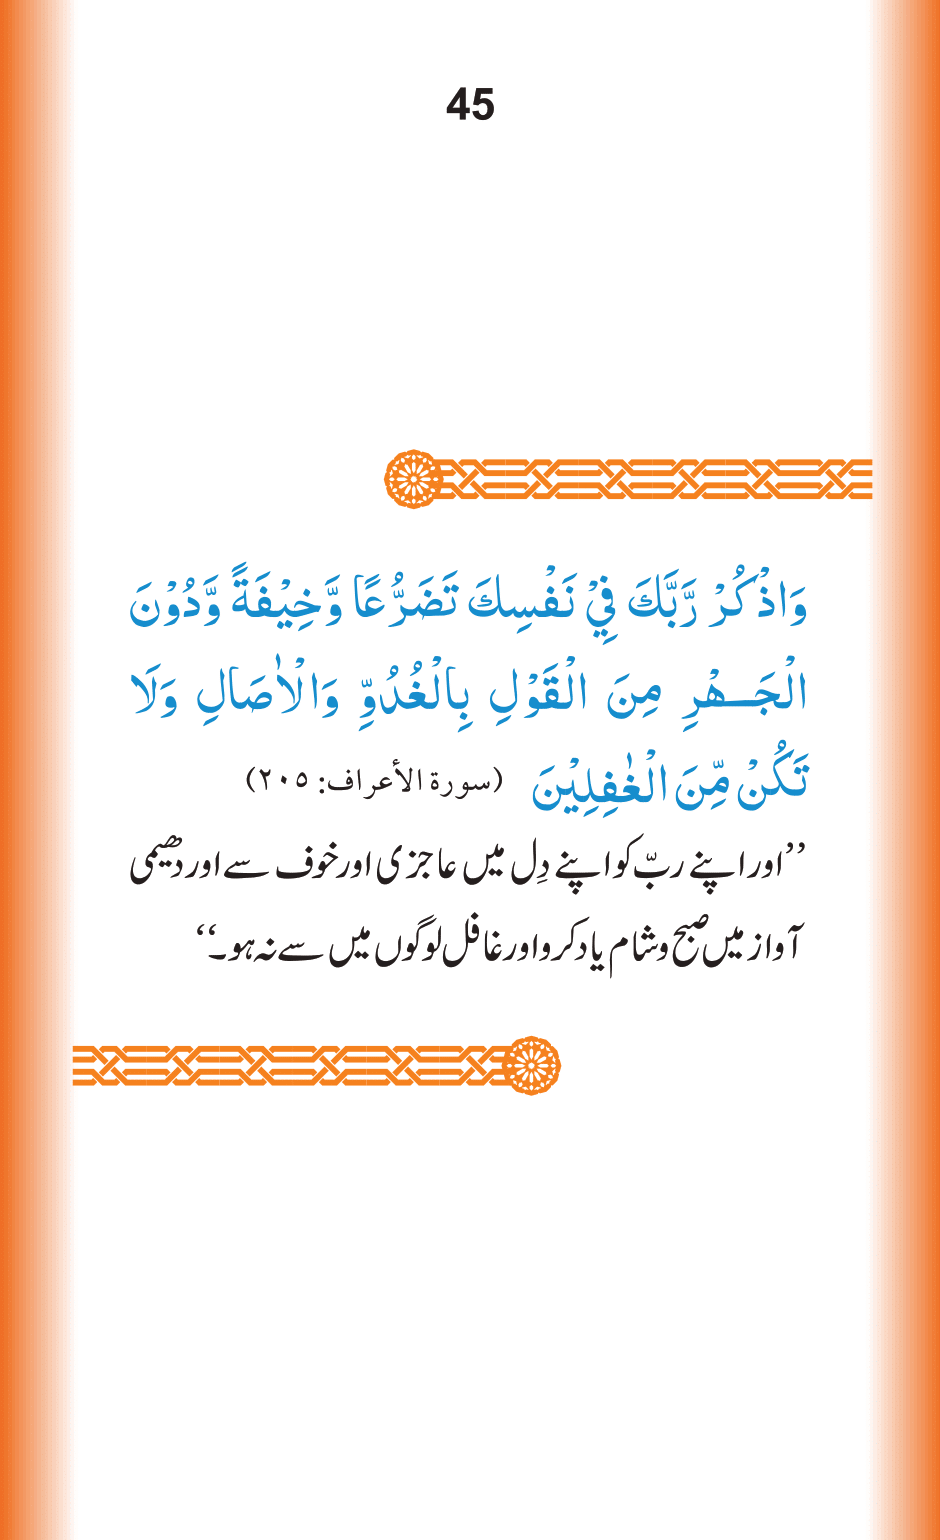 45
وَاذْكُرْ رَّبَّكَ فِيْ نَفْسِكَ تَضَرُّعًا وَّخِيْفَةً وَّدُوْنَ
الْجَهْرِ مِنَ الْقَوْلِ بِالْغُدُوِّ وَالْاٰصَالِ وَلَا
تَكُنْ مِّنَ الْغٰفِلِيْنَ (سورة الأعراف: ٢٠٥)
’’اور اپنے ربّ کو اپنے دِل میں عاجزی اور خوف سے اور دھیمی
آواز میں صبح و شام یاد کرو اور غافل لوگوں میں سے نہ ہو۔‘‘